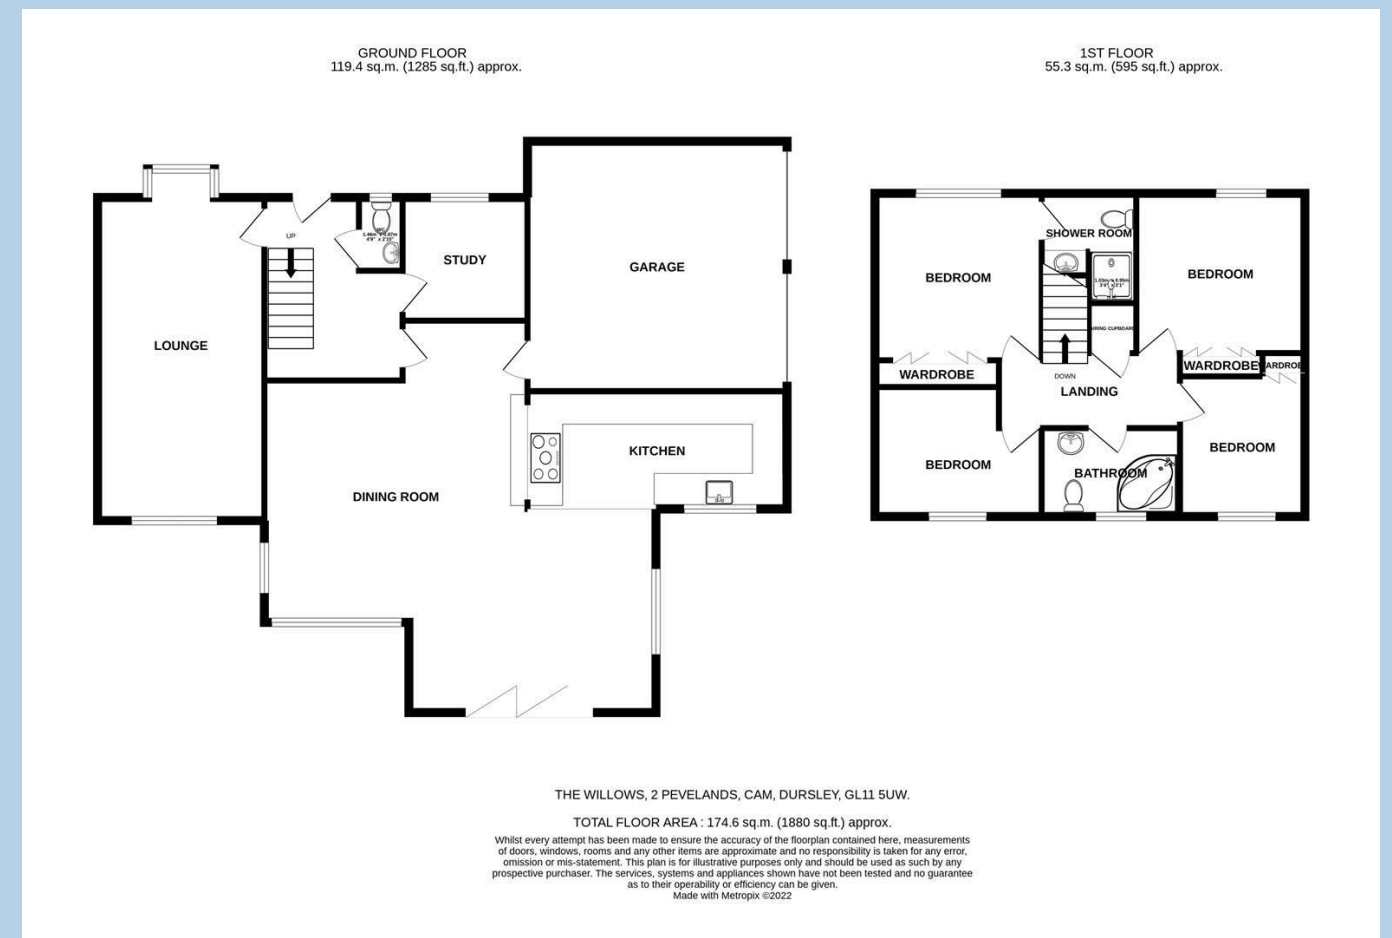 GROUND FLOOR
119.4 sq.m. (1285 sq.ft.) approx.
1ST FLOOR
55.3 sq.m. (595 sq.ft.) approx.
UP
STUDY
GARAGE
LOUNGE
KITCHEN
DINING ROOM
SHOWER ROOM
BEDROOM
BEDROOM
WARDROBE
WARDROBE
DOWN
LANDING
BEDROOM
BEDROOM
BATHROOM
THE WILLOWS, 2 PEVELANDS, CAM, DURSLEY, GL11 5UW.
TOTAL FLOOR AREA : 174.6 sq.m. (1880 sq.ft.) approx.
Whilst every attempt has been made to ensure the accuracy of the floorplan contained here, measurements
of doors, windows, rooms and any other items are approximate and no responsibility is taken for any error,
omission or mis-statement. This plan is for illustrative purposes only and should be used as such by any
prospective purchaser. The services, systems and appliances shown have not been tested and no guarantee
as to their operability or efficiency can be given.
Made with Metropix ©2022